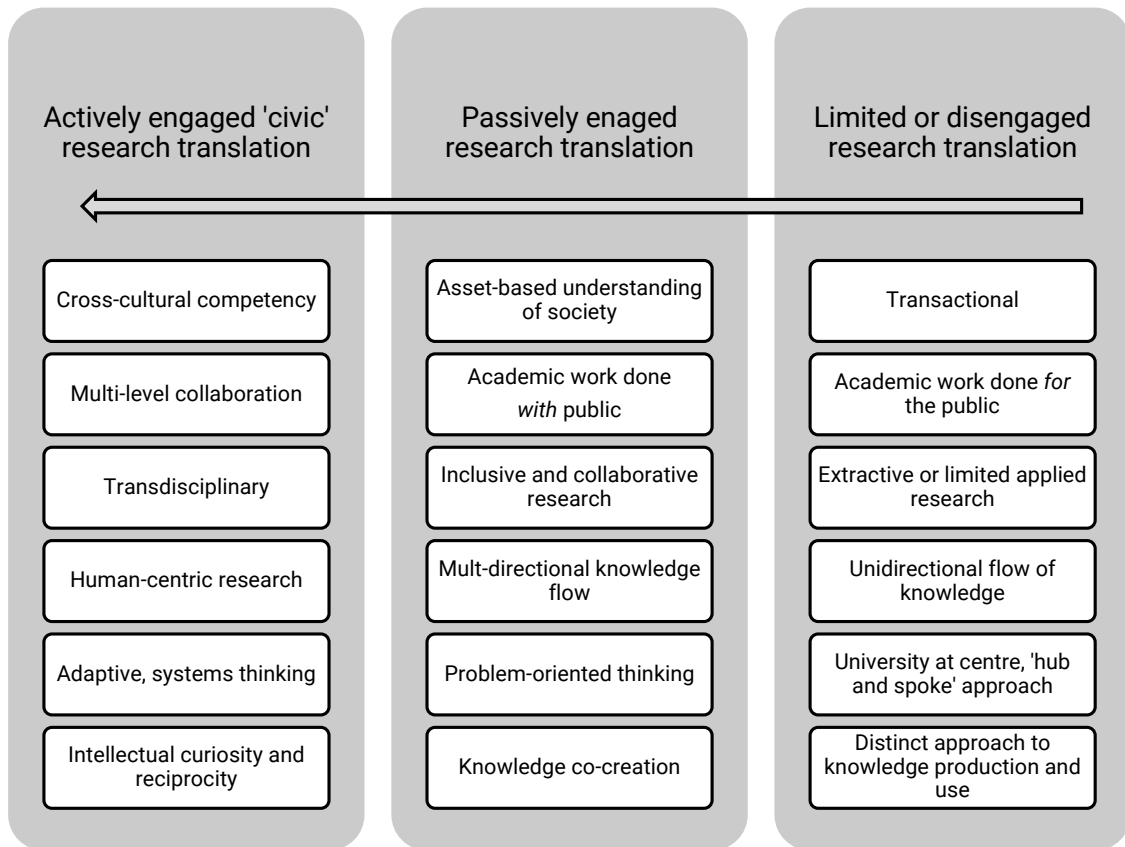 Actively engaged 'civic'
research translation
Cross-cultural competency
Multi-level collaboration
Transdisciplinary
Human-centric research
Adaptive, systems thinking
Intellectual curiosity and
reciprocity
Passively enaged
research translation
Asset-based understanding
of society
Academic work done
with public
Inclusive and collaborative
research
Mult-directional knowledge
flow
Problem-oriented thinking
Knowledge co-creation
Limited or disengaged
research translation
Transactional
Academic work done for
the public
Extractive or limited applied
research
Unidirectional flow of
knowledge
University at centre, 'hub
and spoke' approach
Distinct approach to
knowledge production and
use